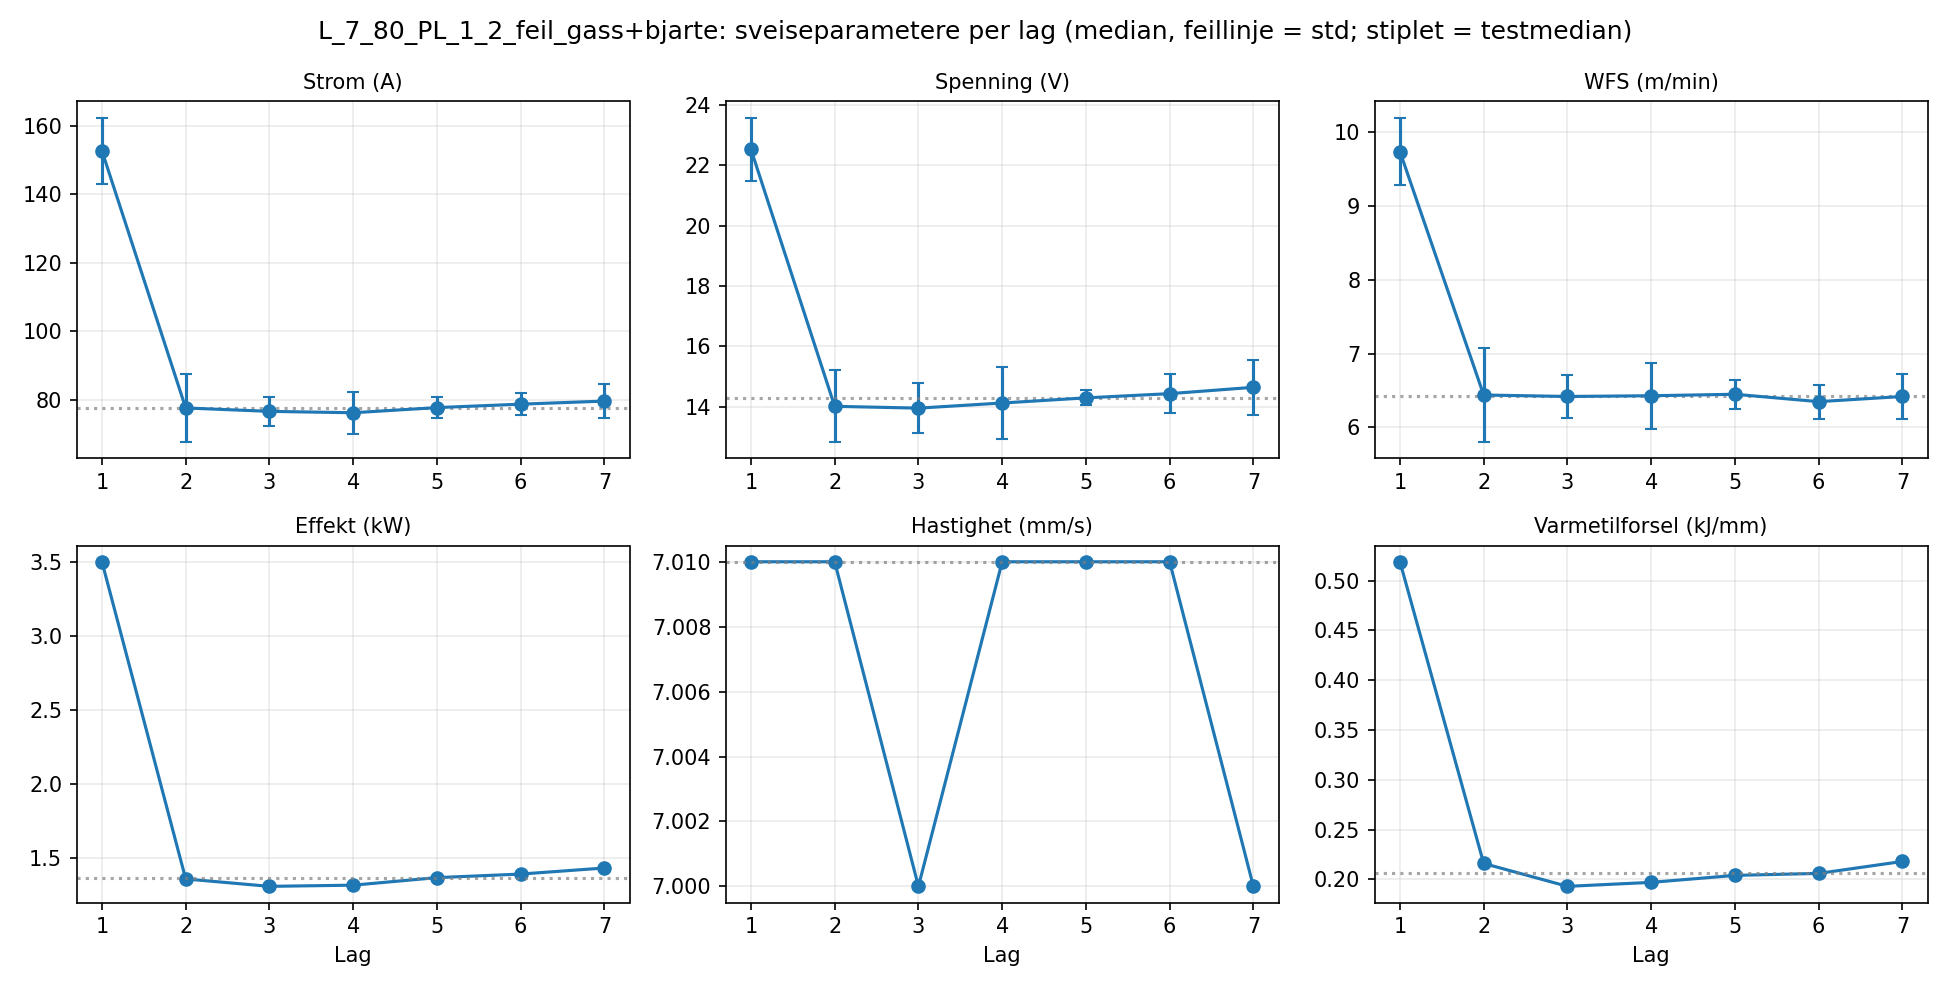 L_7_80_PL_1_2_feil_gass+bjarte: sveiseparametere per lag (median, feillinje = std; stiplet = testmedian)
Strom (A)
160
140
120
100
80
1 2 3 4 5 6 7
Spenning (V)
24
22
20
18
16
14
1 2 3 4 5 6 7
WFS (m/min)
10
9
8
7
6
1 2 3 4 5 6 7
Effekt (kW)
3.5
3.0
2.5
2.0
1.5
1 2 3 4 5 6 7
Lag
Hastighet (mm/s)
7.010
7.008
7.006
7.004
7.002
7.000
1 2 3 4 5 6 7
Lag
Varmetilforsel (kJ/mm)
0.50
0.45
0.40
0.35
0.30
0.25
0.20
1 2 3 4 5 6 7
Lag